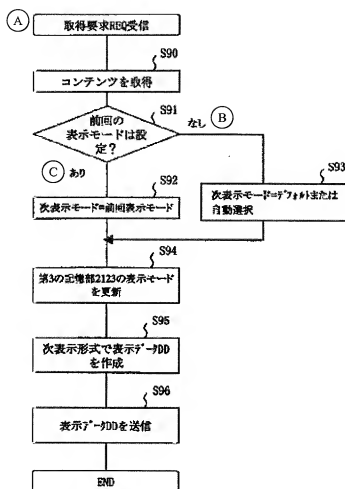 A
取得要求REQ受信
S90
コンテンツを取得
S91
前回の
表示モードは設
定?
なし
B
C
あり
S92
次表示モード=前回表示モード
S93
次表示モード=デフォルトまたは
自動選択
S94
第3の記憶部2123の表示モード
を更新
S95
次表示形式で表示データDD
を作成
S96
表示データDDを送信
END